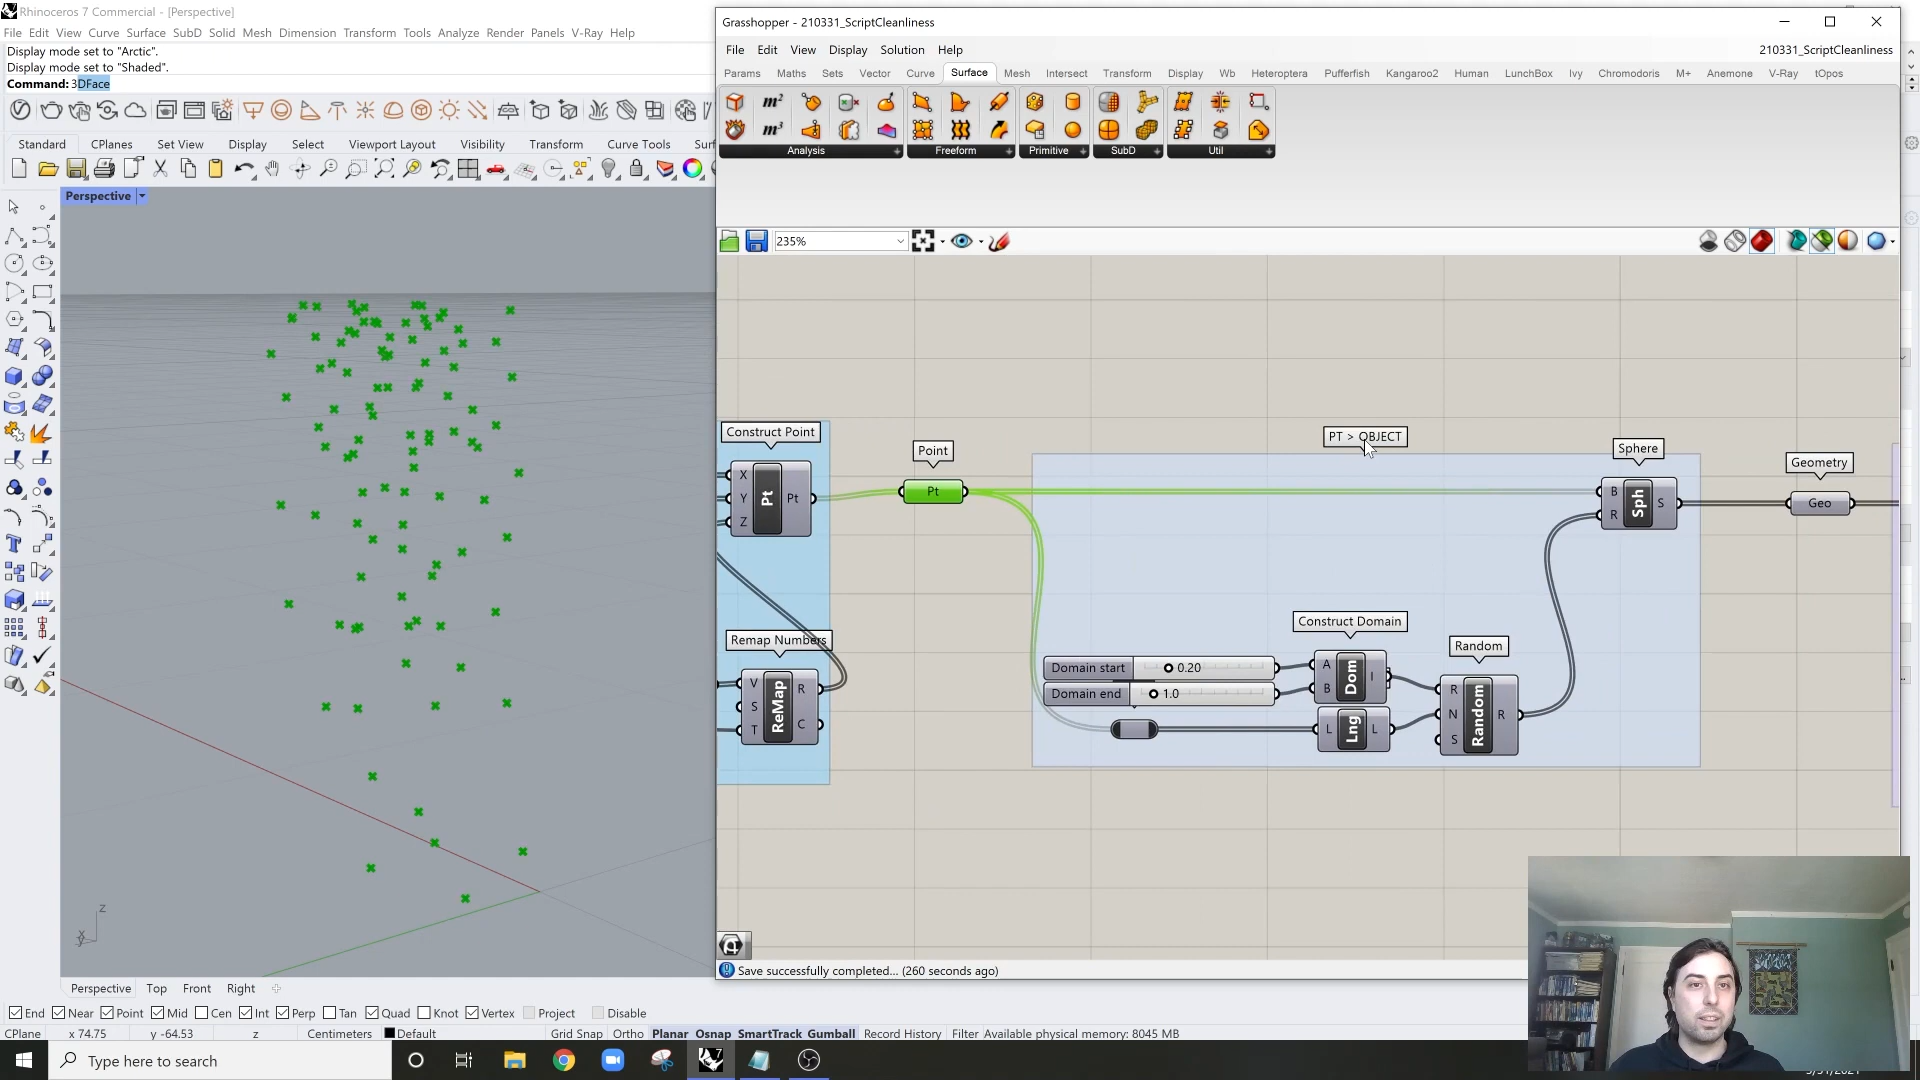 Rhinoceros 7 Commercial - [Perspective]
File Edit View Curve Surface SubD Solid Mesh Dimension Transform Tools Analyze Render Panels V-Ray Help
Display mode set to "Arctic".
Display mode set to "Shaded".
Command: 3DFace
Standard CPlanes Set View Display Select Viewport Layout Visibility Transform Curve Tools Surf
Perspective
z
y
x
Perspective Top Front Right
End Near Point Mid Cen Int Perp Tan Quad Knot Vertex Project Disable
CPlane x 74.75 y -64.53 z Centimeters Default Grid Snap Ortho Planar Osnap SmartTrack Gumball Record History Filter Available physical memory: 8045 MB
Type here to search
Grasshopper - 210331_ScriptCleanliness
File Edit View Display Solution Help
210331_ScriptCleanliness
Params Maths Sets Vector Curve Surface Mesh Intersect Transform Display Wb Heteroptera Pufferfish Kangaroo2 Human LunchBox Ivy Chromodoris M+ Anemone V-Ray tOpos
m²
m³
Analysis Freeform Primitive SubD Util
235%
Construct Point
X
Y
Z
Pt
Pt
Point
Pt
PT > OBJECT
Sphere
B
R
Sph
S
Geometry
Geo
Remap Numbers
V
S
T
ReMap
R
C
Construct Domain
Domain start 0.20
Domain end 1.0
A
B
Dom
I
L
Lng
L
Random
R
N
S
Random
R
Save successfully completed... (260 seconds ago)